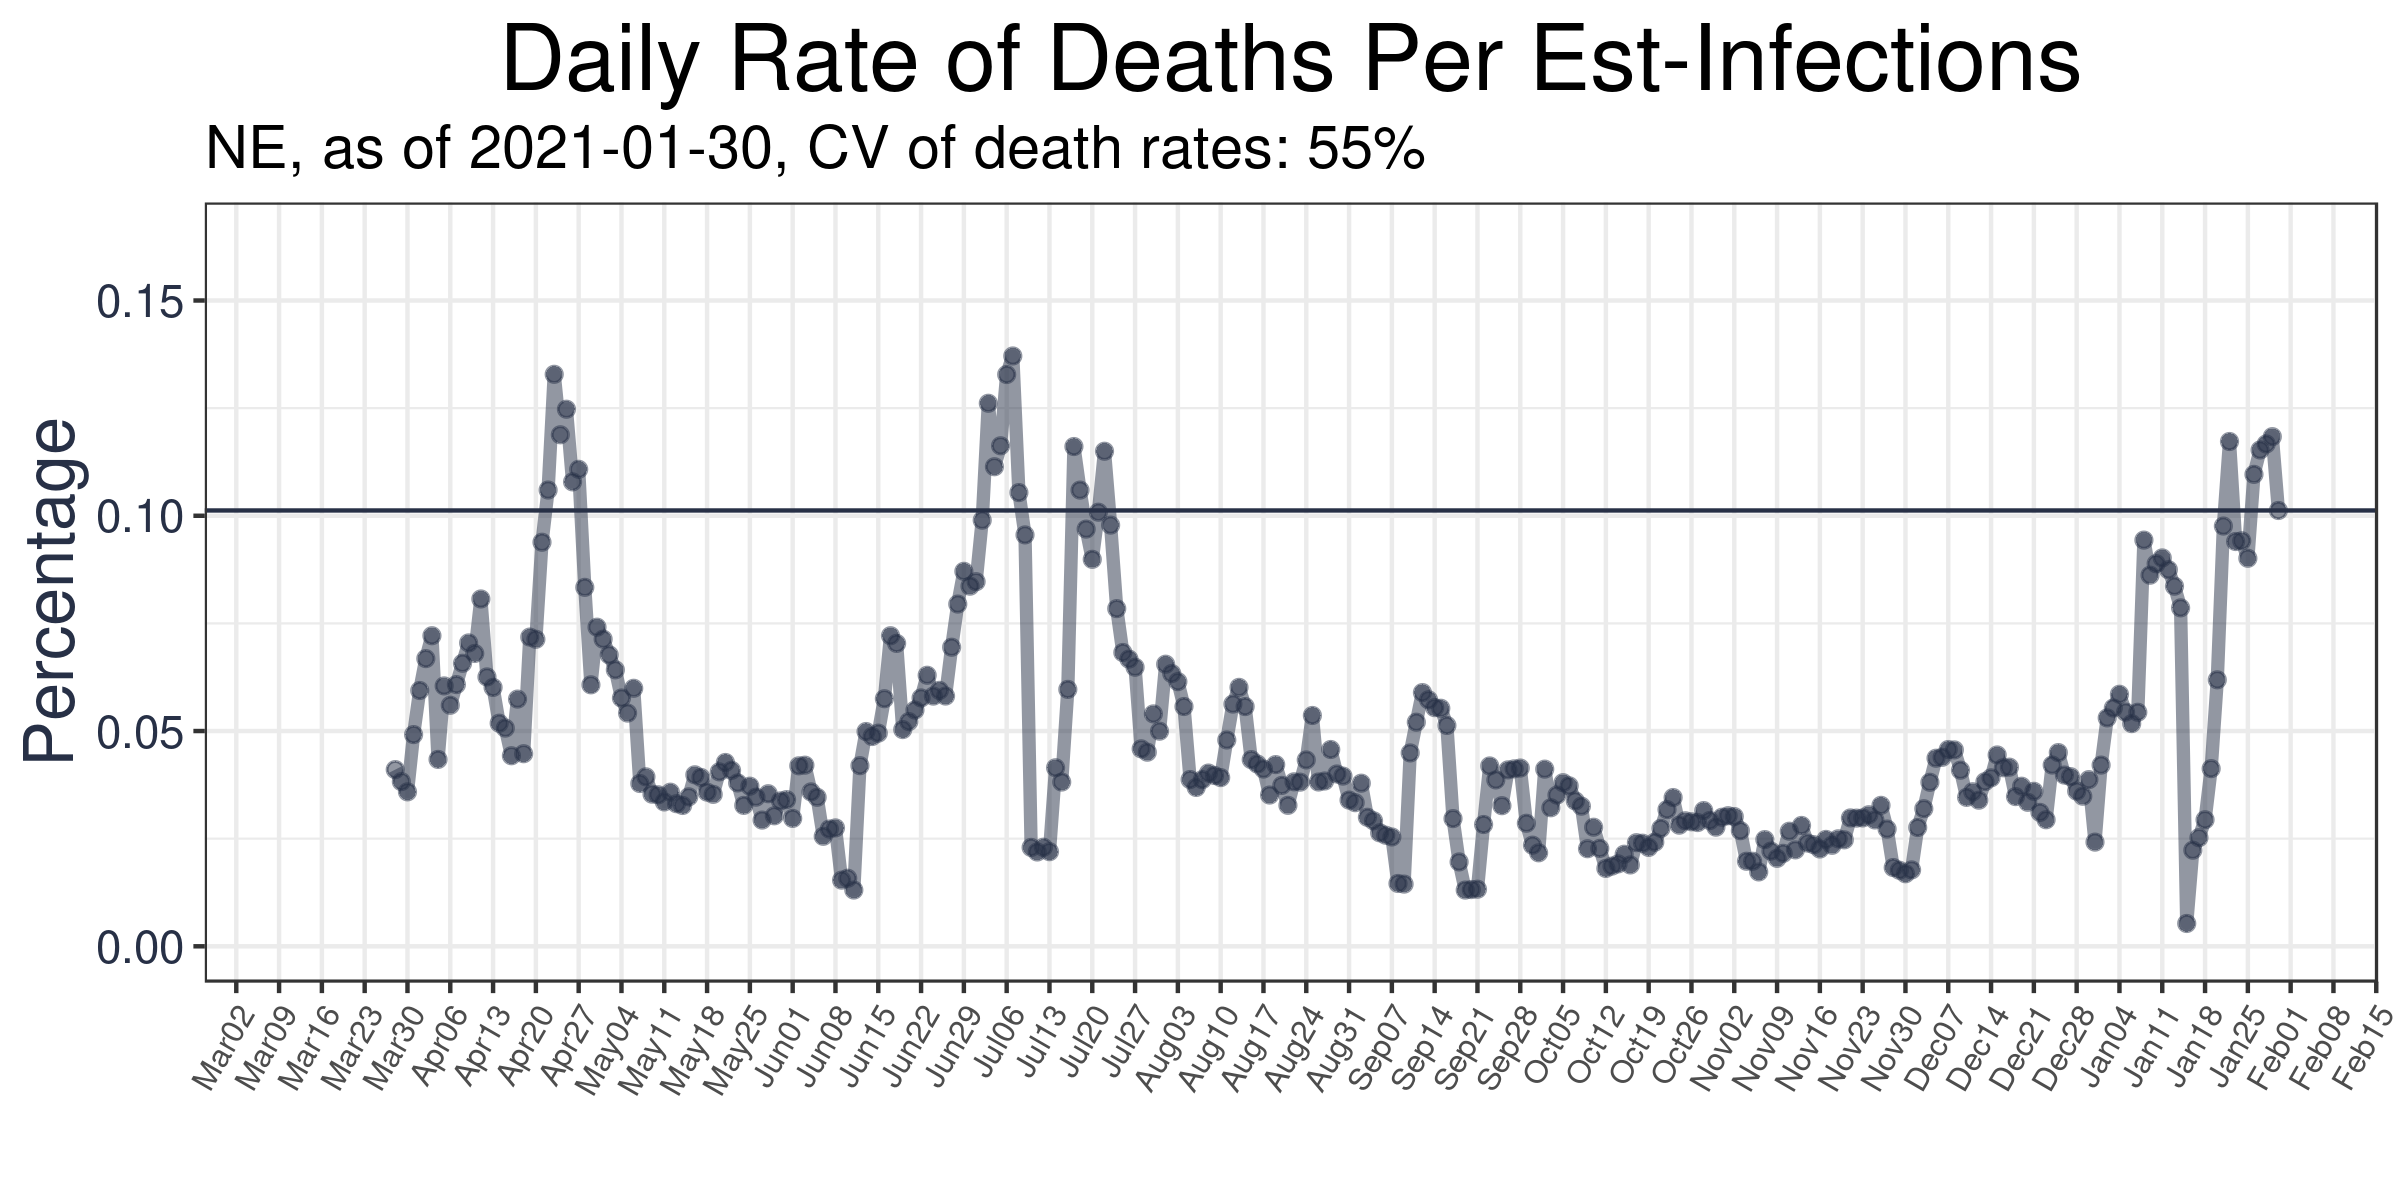 Daily Rate of Deaths Per Est-Infections
NE, as of 2021-01-30, CV of death rates: 55%
Percentage
0.15
0.10
0.05
0.00
Mar02
Mar09
Mar16
Mar23
Mar30
Apr06
Apr13
Apr20
Apr27
May04
May11
May18
May25
Jun01
Jun08
Jun15
Jun22
Jun29
Jul06
Jul13
Jul20
Jul27
Aug03
Aug10
Aug17
Aug24
Aug31
Sep07
Sep14
Sep21
Sep28
Oct05
Oct12
Oct19
Oct26
Nov02
Nov09
Nov16
Nov23
Nov30
Dec07
Dec14
Dec21
Dec28
Jan04
Jan11
Jan18
Jan25
Feb01
Feb08
Feb15